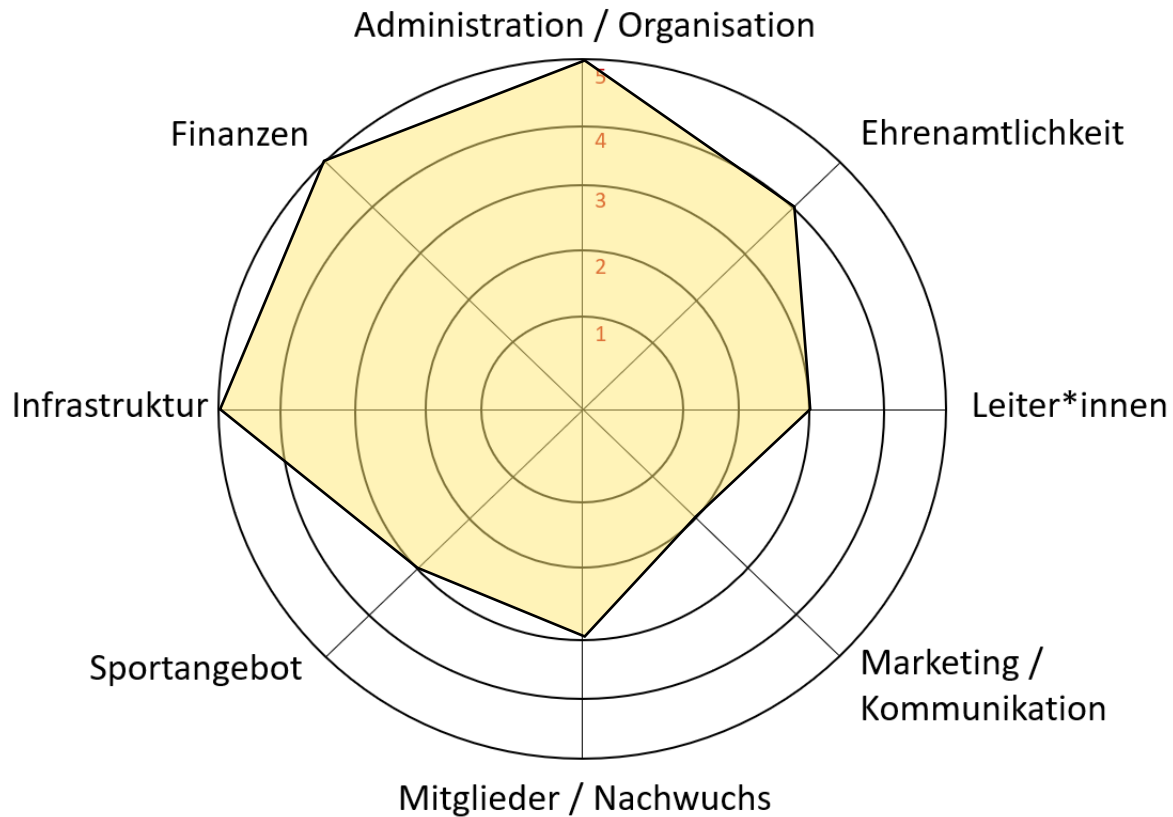 Administration / Organisation
5
Finanzen
Ehrenamtlichkeit
4
3
2
1
Infrastruktur
Leiter*innen
Sportangebot
Marketing /
Kommunikation
Mitglieder / Nachwuchs